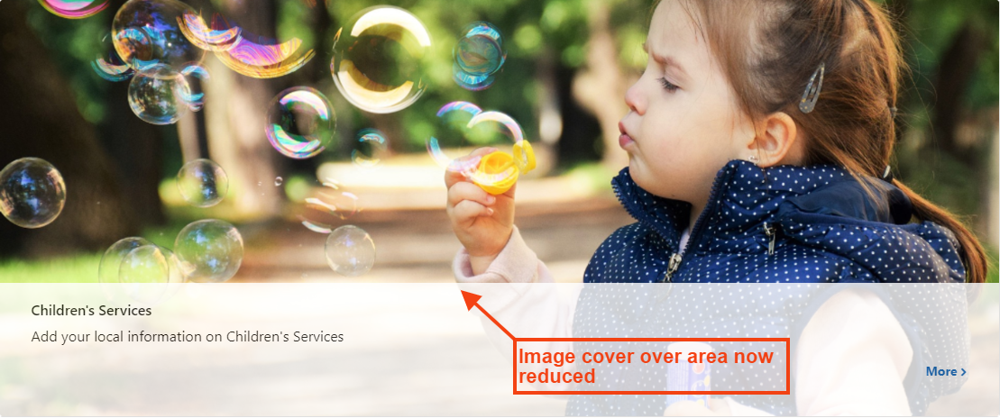 Children's Services
Add your local information on Children's Services
Image cover over area now
reduced
More >